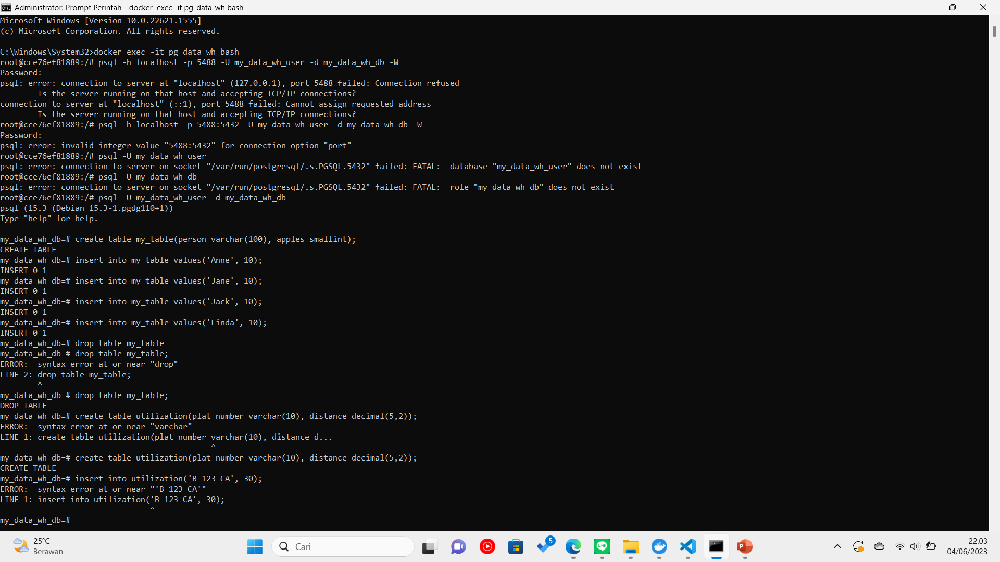 Administrator: Prompt Perintah - docker  exec -it pg_data_wh bash
Microsoft Windows [Version 10.0.22621.1555]
(c) Microsoft Corporation. All rights reserved.
C:\Windows\System32>docker exec -it pg_data_wh bash
root@cce76ef81889:/# psql -h localhost -p 5488 -U my_data_wh_user -d my_data_wh_db -W
Password:
psql: error: connection to server at "localhost" (127.0.0.1), port 5488 failed: Connection refused
        Is the server running on that host and accepting TCP/IP connections?
connection to server at "localhost" (::1), port 5488 failed: Cannot assign requested address
        Is the server running on that host and accepting TCP/IP connections?
root@cce76ef81889:/# psql -h localhost -p 5488:5432 -U my_data_wh_user -d my_data_wh_db -W
Password:
psql: error: invalid integer value "5488:5432" for connection option "port"
root@cce76ef81889:/# psql -U my_data_wh_user
psql: error: connection to server on socket "/var/run/postgresql/.s.PGSQL.5432" failed: FATAL:  database "my_data_wh_user" does not exist
root@cce76ef81889:/# psql -U my_data_wh_db
psql: error: connection to server on socket "/var/run/postgresql/.s.PGSQL.5432" failed: FATAL:  role "my_data_wh_db" does not exist
root@cce76ef81889:/# psql -U my_data_wh_user -d my_data_wh_db
psql (15.3 (Debian 15.3-1.pgdg110+1))
Type "help" for help.
my_data_wh_db=# create table my_table(person varchar(100), apples smallint);
CREATE TABLE
my_data_wh_db=# insert into my_table values('Anne', 10);
INSERT 0 1
my_data_wh_db=# insert into my_table values('Jane', 10);
INSERT 0 1
my_data_wh_db=# insert into my_table values('Jack', 10);
INSERT 0 1
my_data_wh_db=# insert into my_table values('Linda', 10);
INSERT 0 1
my_data_wh_db=# drop table my_table
my_data_wh_db-# drop table my_table;
ERROR:  syntax error at or near "drop"
LINE 2: drop table my_table;
        ^
my_data_wh_db=# drop table my_table;
DROP TABLE
my_data_wh_db=# create table utilization(plat number varchar(10), distance decimal(5,2));
ERROR:  syntax error at or near "varchar"
LINE 1: create table utilization(plat number varchar(10), distance d...
                                             ^
my_data_wh_db=# create table utilization(plat_number varchar(10), distance decimal(5,2));
CREATE TABLE
my_data_wh_db=# insert into utilization('B 123 CA', 30);
ERROR:  syntax error at or near "'B 123 CA'"
LINE 1: insert into utilization('B 123 CA', 30);
                                ^
my_data_wh_db=#
25°C
Berawan
Cari
5
LINE
22.03
04/06/2023